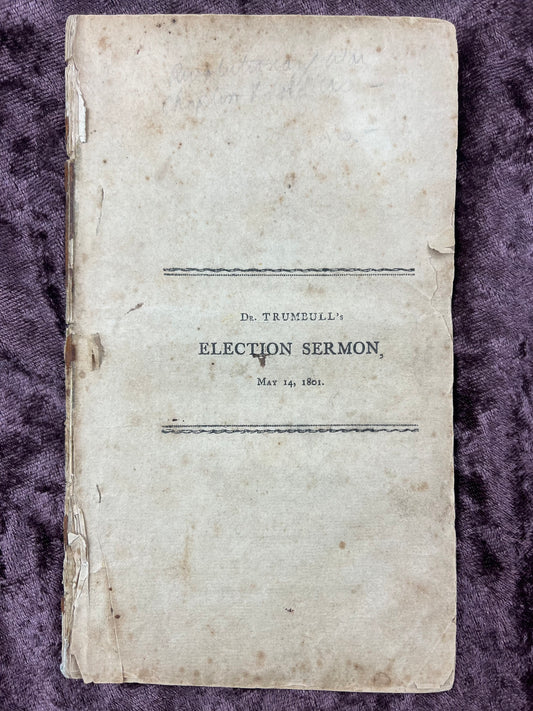 Dr. TRUMBULL's
ELECTION SERMON,
May 14, 1801.